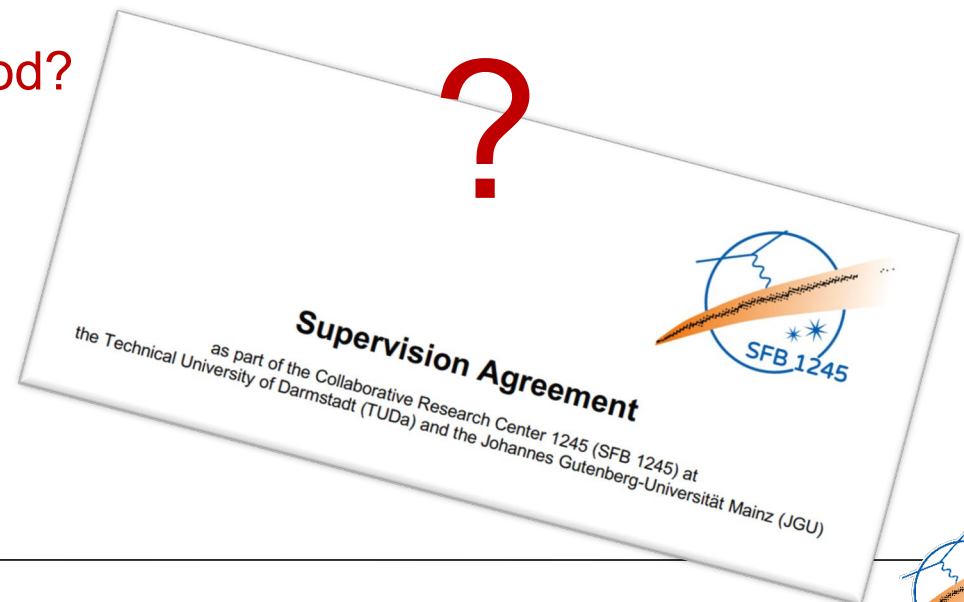 od?
?
SFB 1245
Supervision Agreement
as part of the Collaborative Research Center 1245 (SFB 1245) at
the Technical University of Darmstadt (TUDa) and the Johannes Gutenberg-Universität Mainz (JGU)